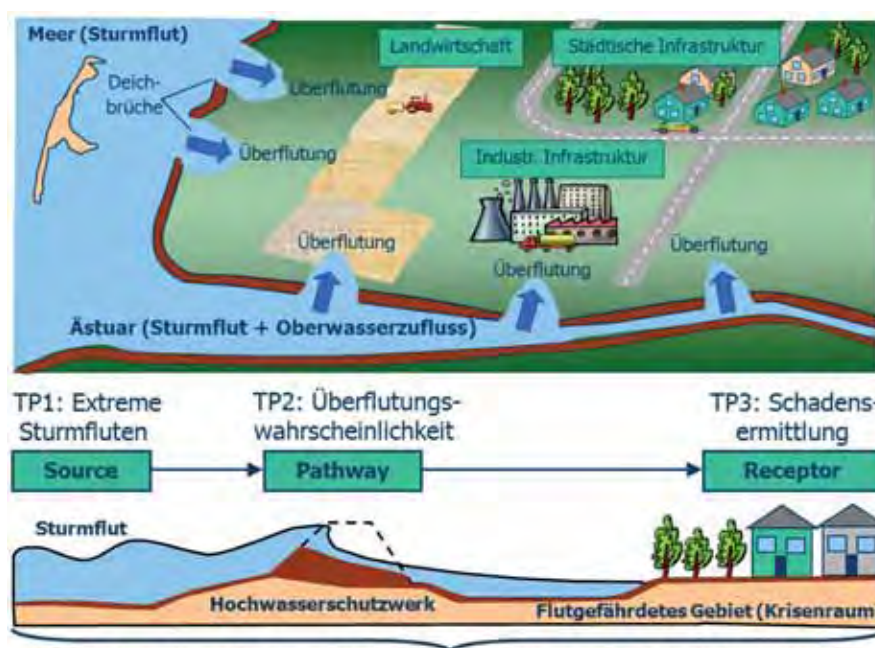 Meer (Sturmflut)
Landwirtschaft
Städtische Infrastruktur
Deich-
brüche
Überflutung
Überflutung
Industr. Infrastruktur
Überflutung
Überflutung
Überflutung
Ästuar (Sturmflut + Oberwasserzufluss)
TP1: Extreme
Sturmfluten
TP2: Überflutungs-
wahrscheinlichkeit
TP3: Schadens-
ermittlung
Source
Pathway
Receptor
Sturmflut
Hochwasserschutzwerk
Flutgefährdetes Gebiet (Krisenraum